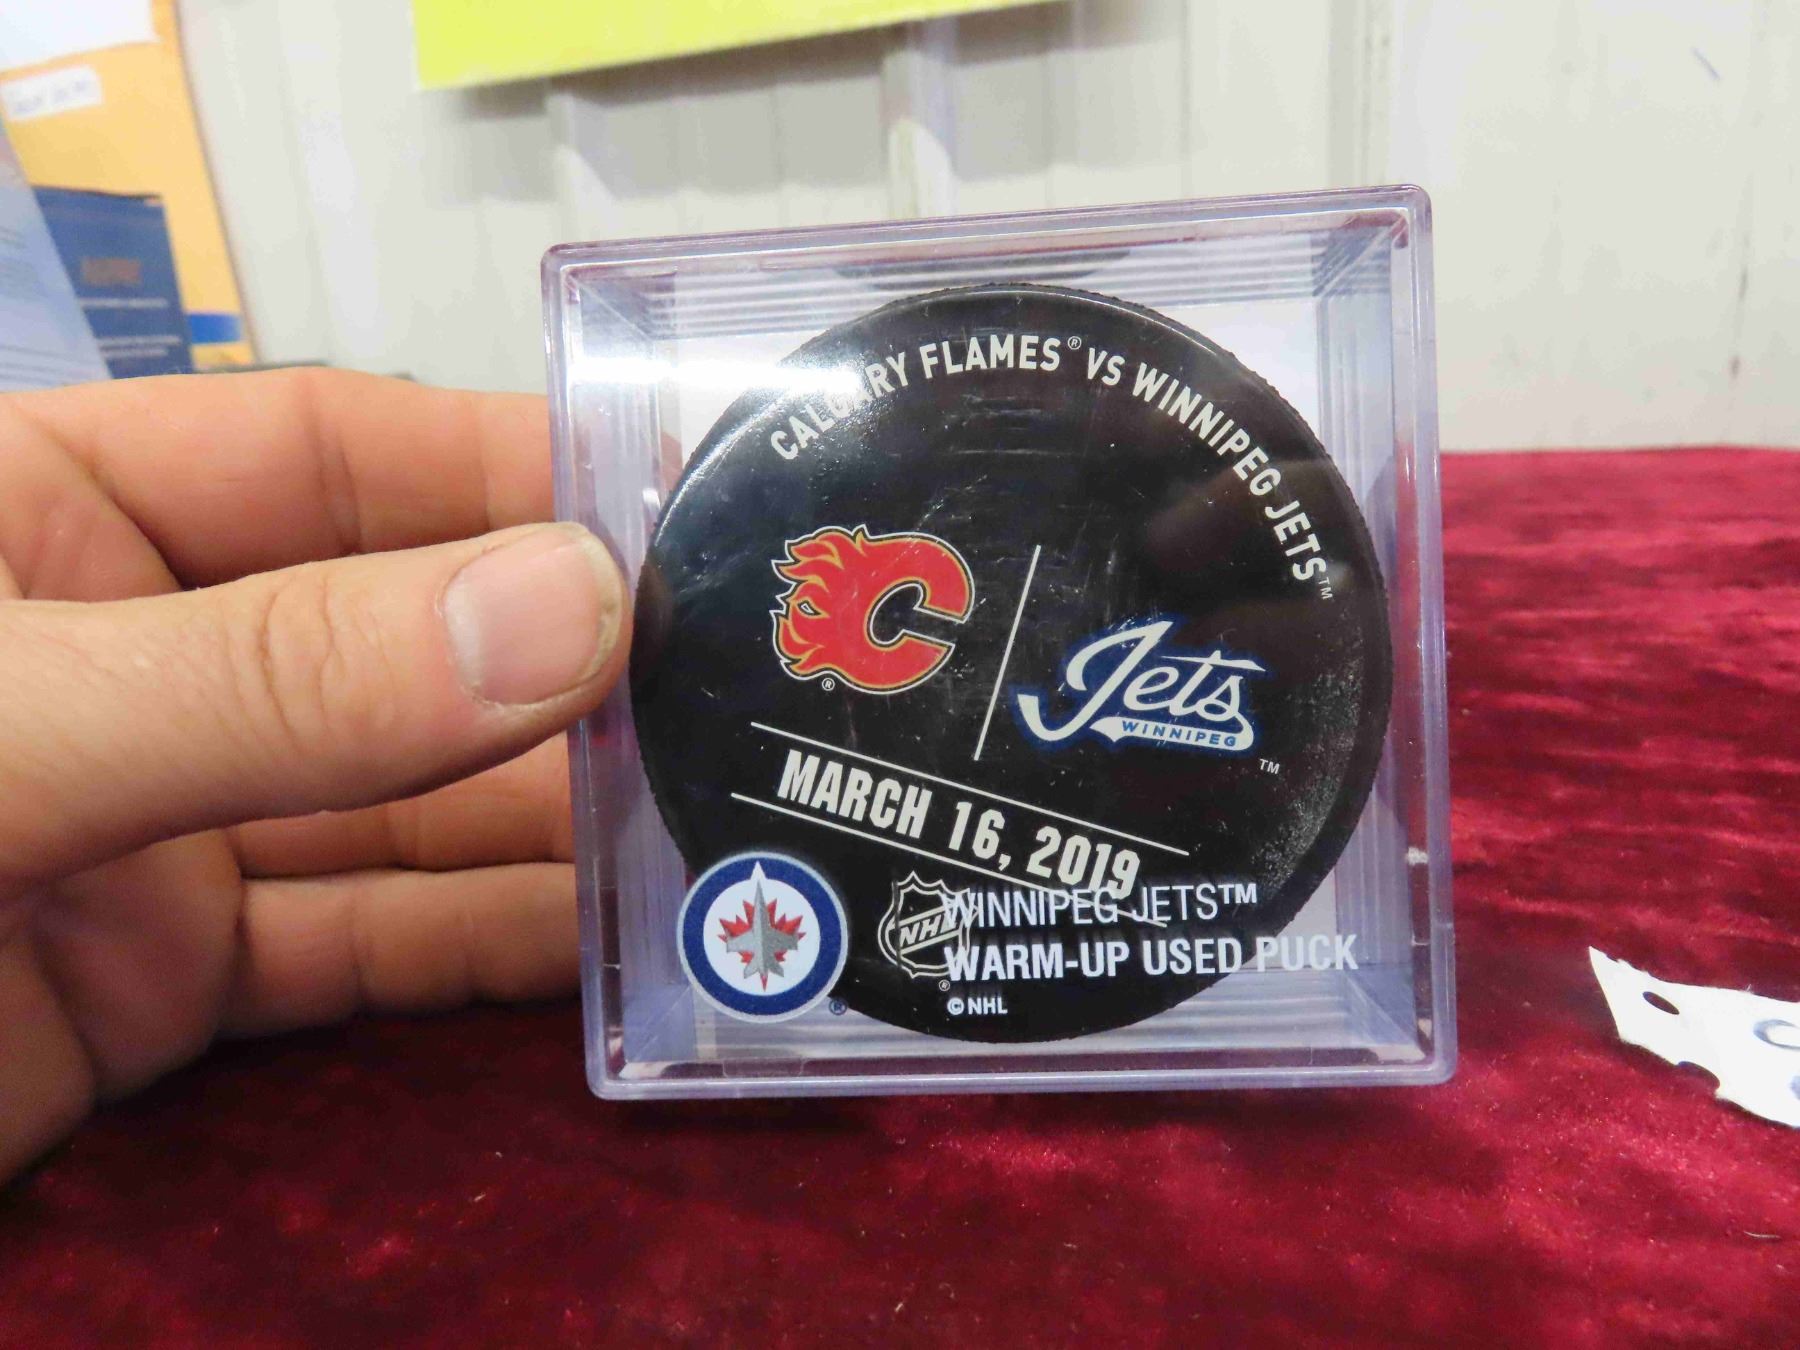 CALGARY FLAMES® VS WINNIPEG JETS™
®
Jets
WINNIPEG
™
MARCH 16, 2019
NHL
®
WINNIPEG JETS™
WARM-UP USED PUCK
®
©NHL